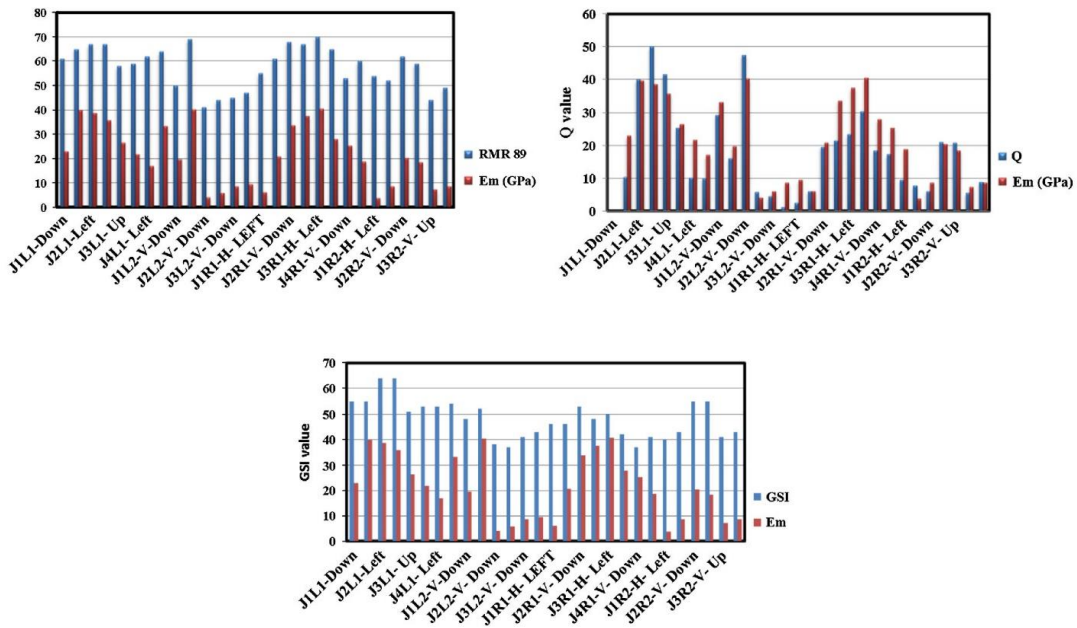 80
70
60
50
40
30
20
10
0
RMR 89
Em (GPa)
J1L1-Down
J2L1-Left
J3L1-Up
J4L1- Left
J1L2-V-Down
J2L2-V- Down
J3L2-V- Down
J1R1-H- LEFT
J2R1-V- Down
J3R1-H- Left
J4R1-V- Down
J1R2-H- Left
J2R2-V- Down
J3R2-V- Up
Q value
60
50
40
30
20
10
0
Q
Em (GPa)
J1L1-Down
J2L1-Left
J3L1- Up
J4L1- Left
J1L2-V-Down
J2L2-V- Down
J3L2-V- Down
J1R1-H- LEFT
J2R1-V- Down
J3R1-H- Left
J4R1-V- Down
J1R2-H- Left
J2R2-V- Down
J3R2-V- Up
GSI value
70
60
50
40
30
20
10
0
GSI
Em
J1L1-Down
J2L1-Left
J3L1- Up
J4L1- Left
J1L2-V-Down
J2L2-V- Down
J3L2-V- Down
J1R1-H- LEFT
J2R1-V- Down
J3R1-H- Left
J4R1-V- Down
J1R2-H- Left
J2R2-V- Down
J3R2-V- Up